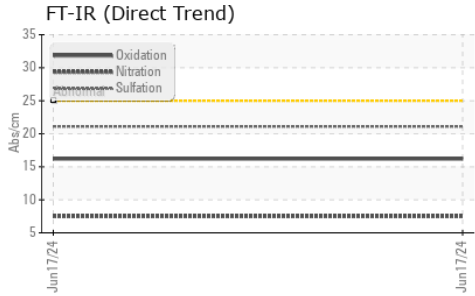 FT-IR (Direct Trend)
35
30
25
20
15
10
5
Abs/cm
Oxidation
Nitration
Sulfation
Abnormal
Jun17/24
Jun17/24